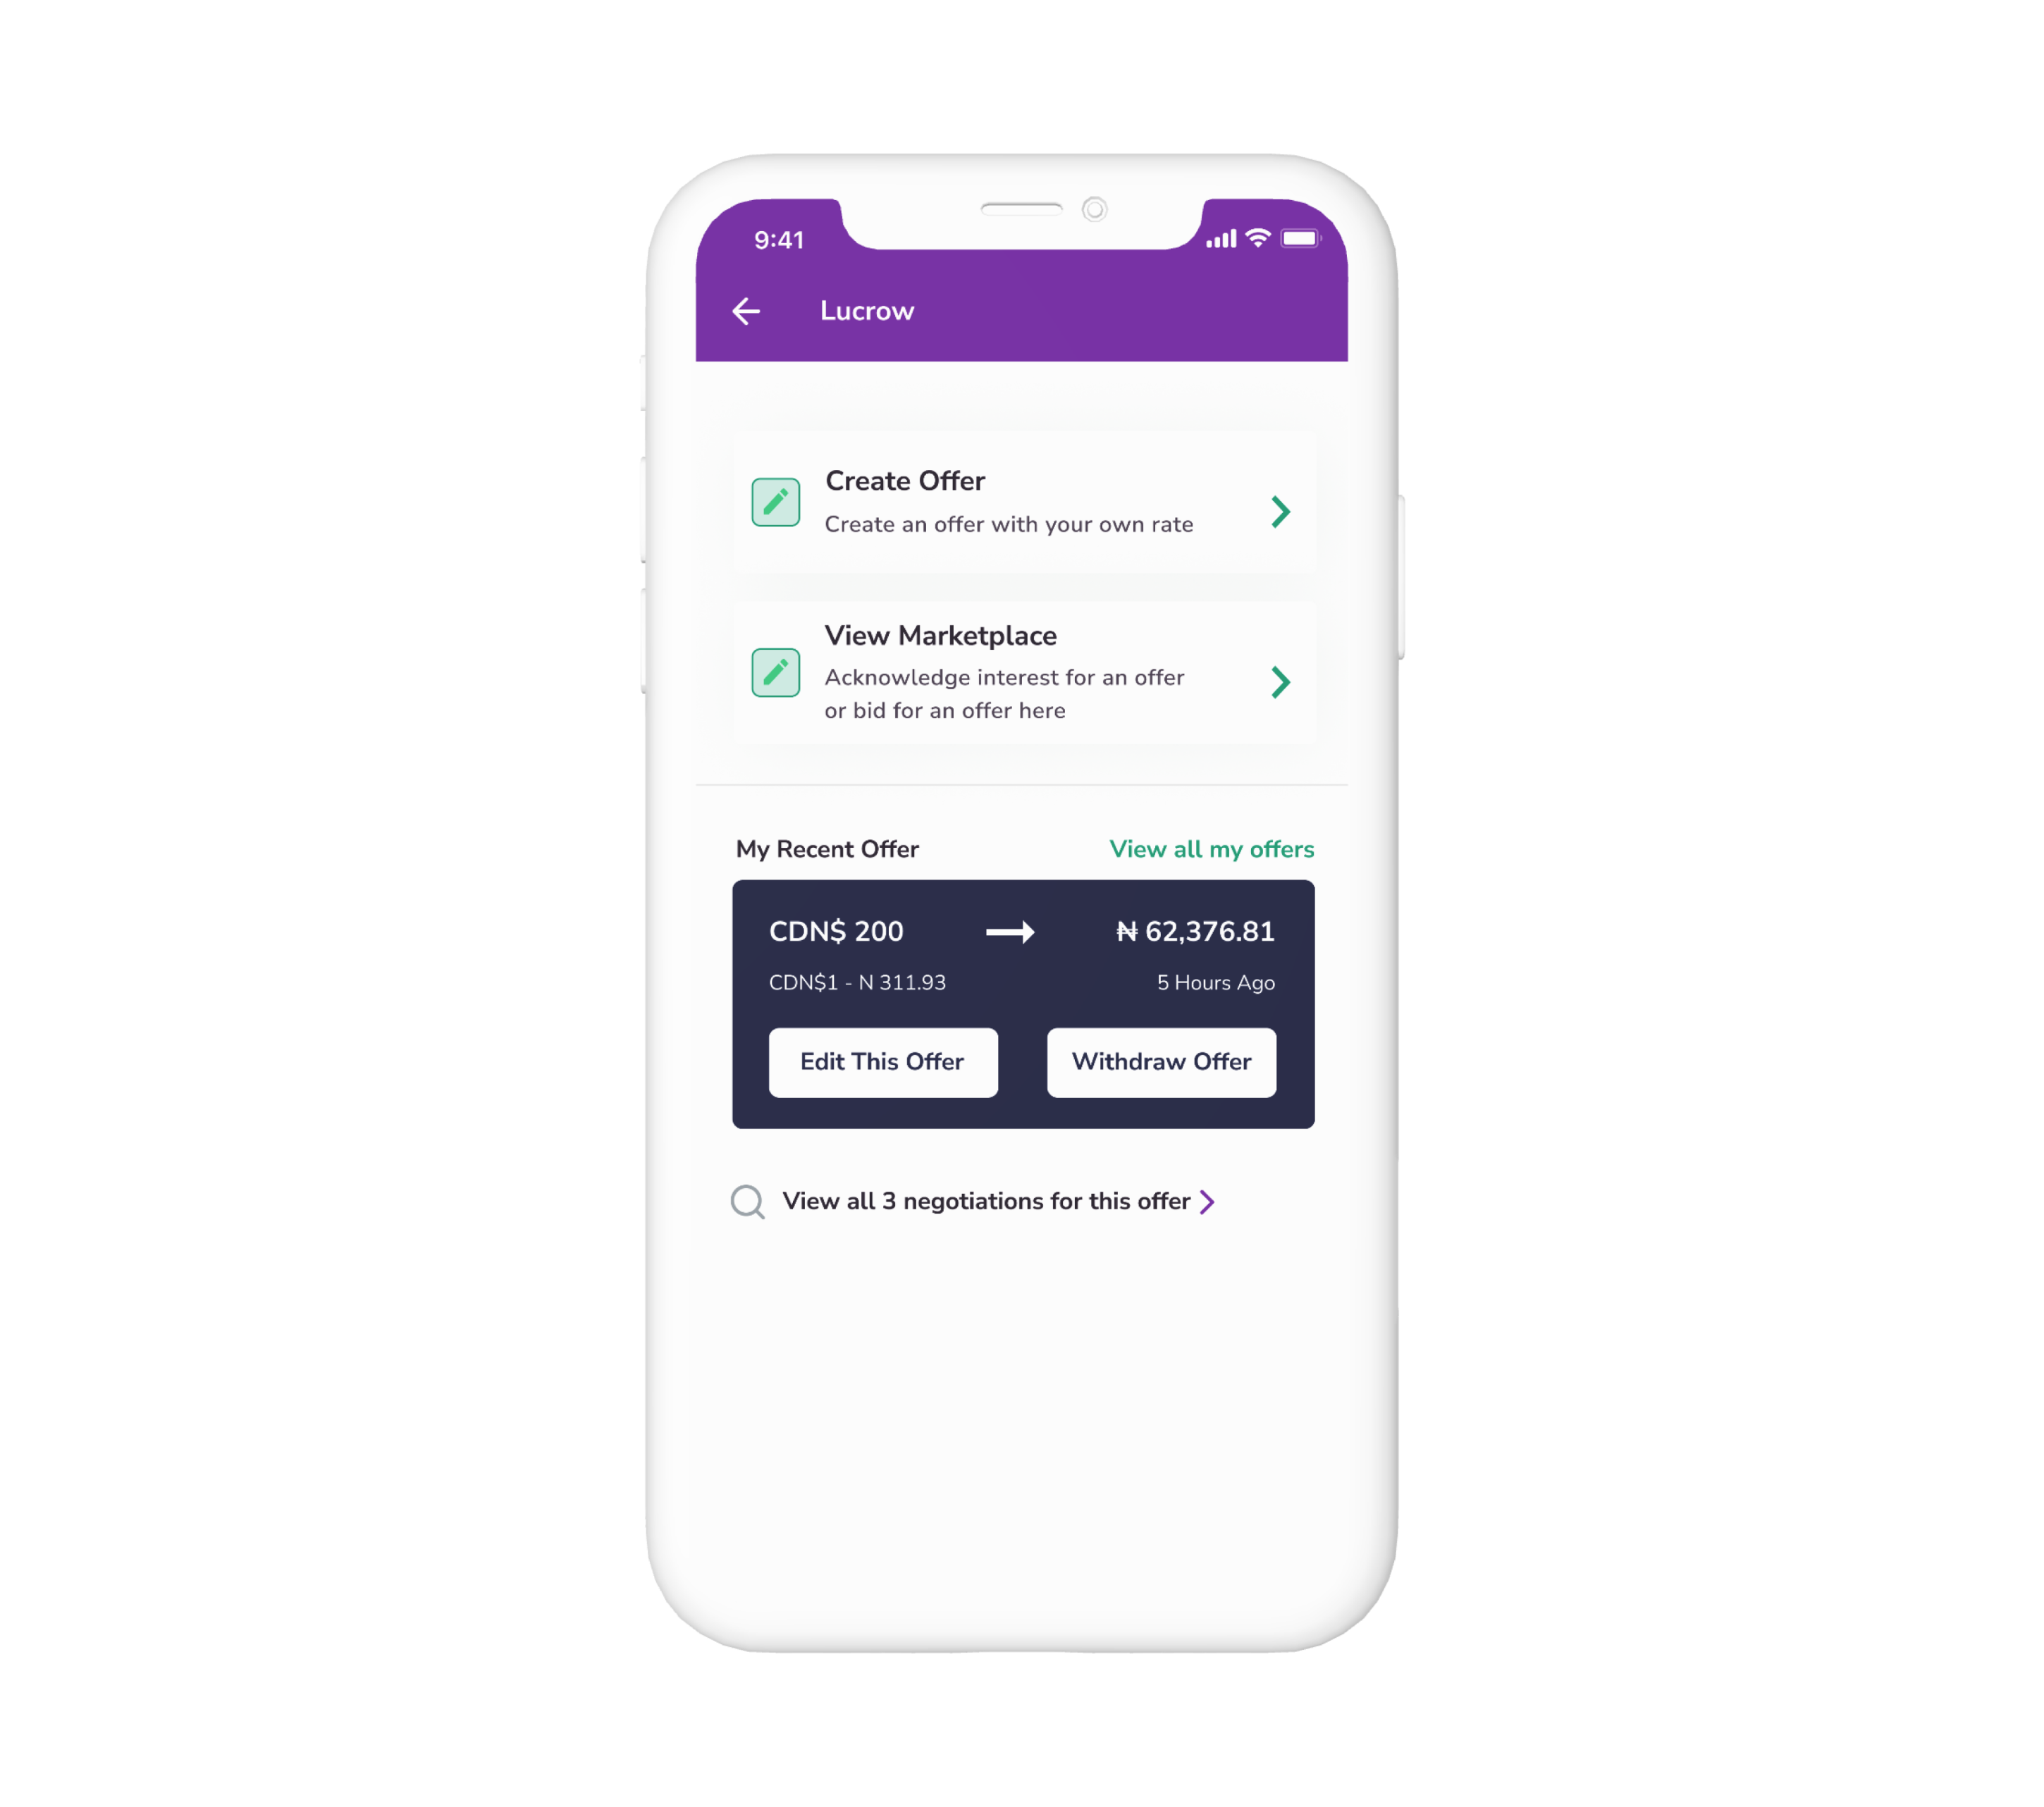 9:41
Lucrow
Create Offer
Create an offer with your own rate
View Marketplace
Acknowledge interest for an offer
or bid for an offer here
My Recent Offer View all my offers
CDN$ 200 ₦ 62,376.81
CDN$1 - N 311.93 5 Hours Ago
Edit This Offer Withdraw Offer
View all 3 negotiations for this offer